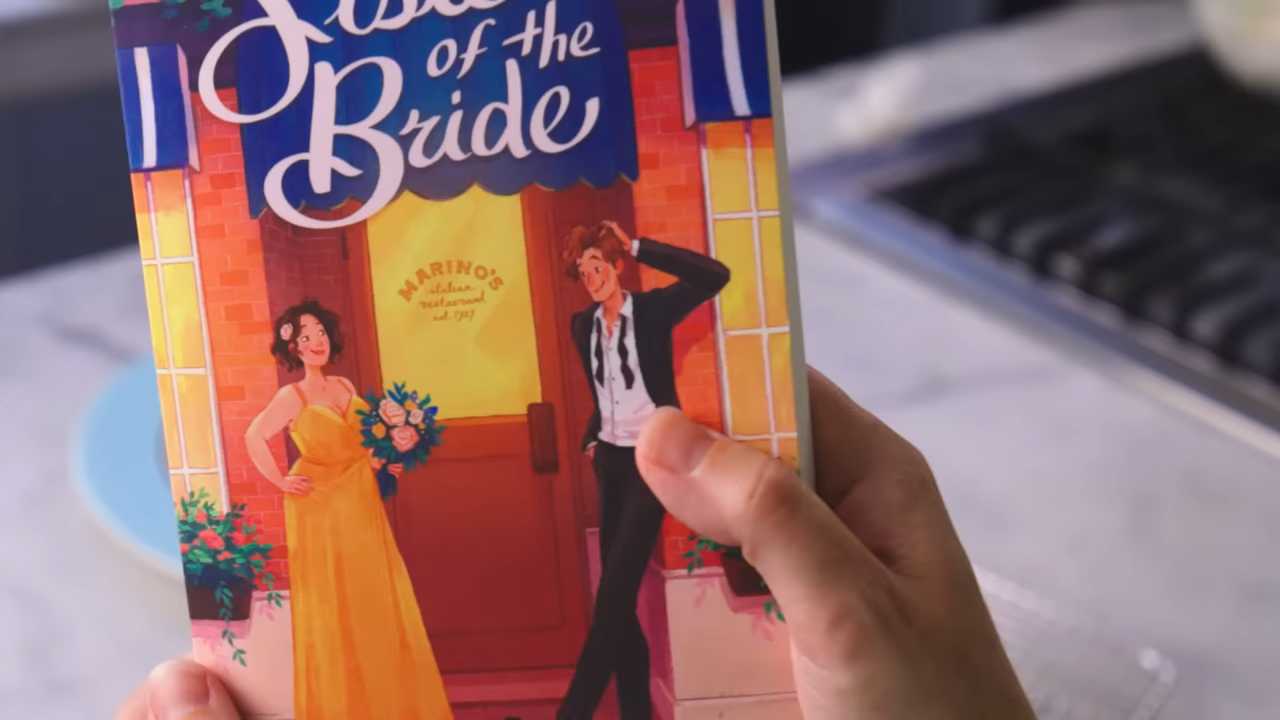 of the
Bride
MARINO'S
italian
restaurant
est. 1927